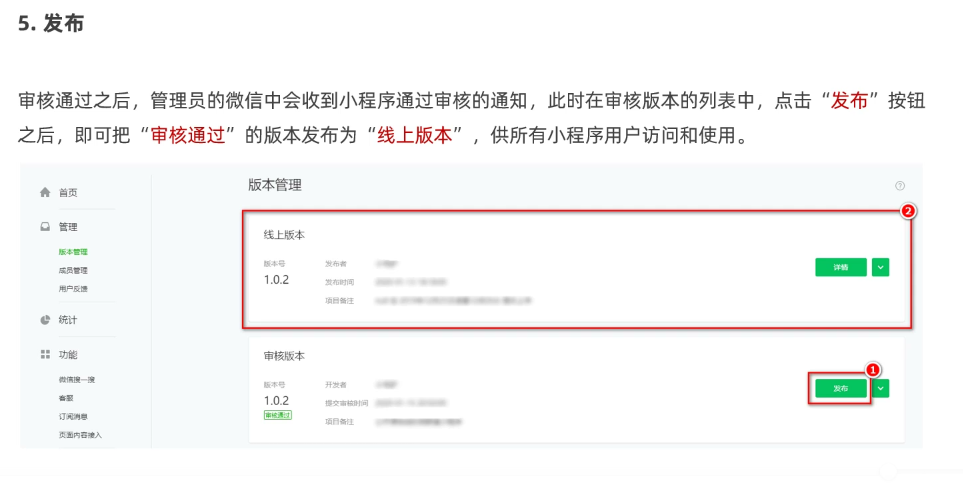 5. 发布
审核通过之后，管理员的微信中会收到小程序通过审核的通知，此时在审核版本的列表中，点击“发布”按钮
之后，即可把“审核通过”的版本发布为“线上版本”，供所有小程序用户访问和使用。
首页
管理
版本管理
成员管理
用户反馈
统计
功能
微信搜一搜
客服
订阅消息
页面内容接入
版本管理
2
线上版本
版本号
1.0.2
发布者
发布时间
项目备注
详情
审核版本
版本号
1.0.2
审核通过
开发者
提交审核时间
项目备注
1
发布